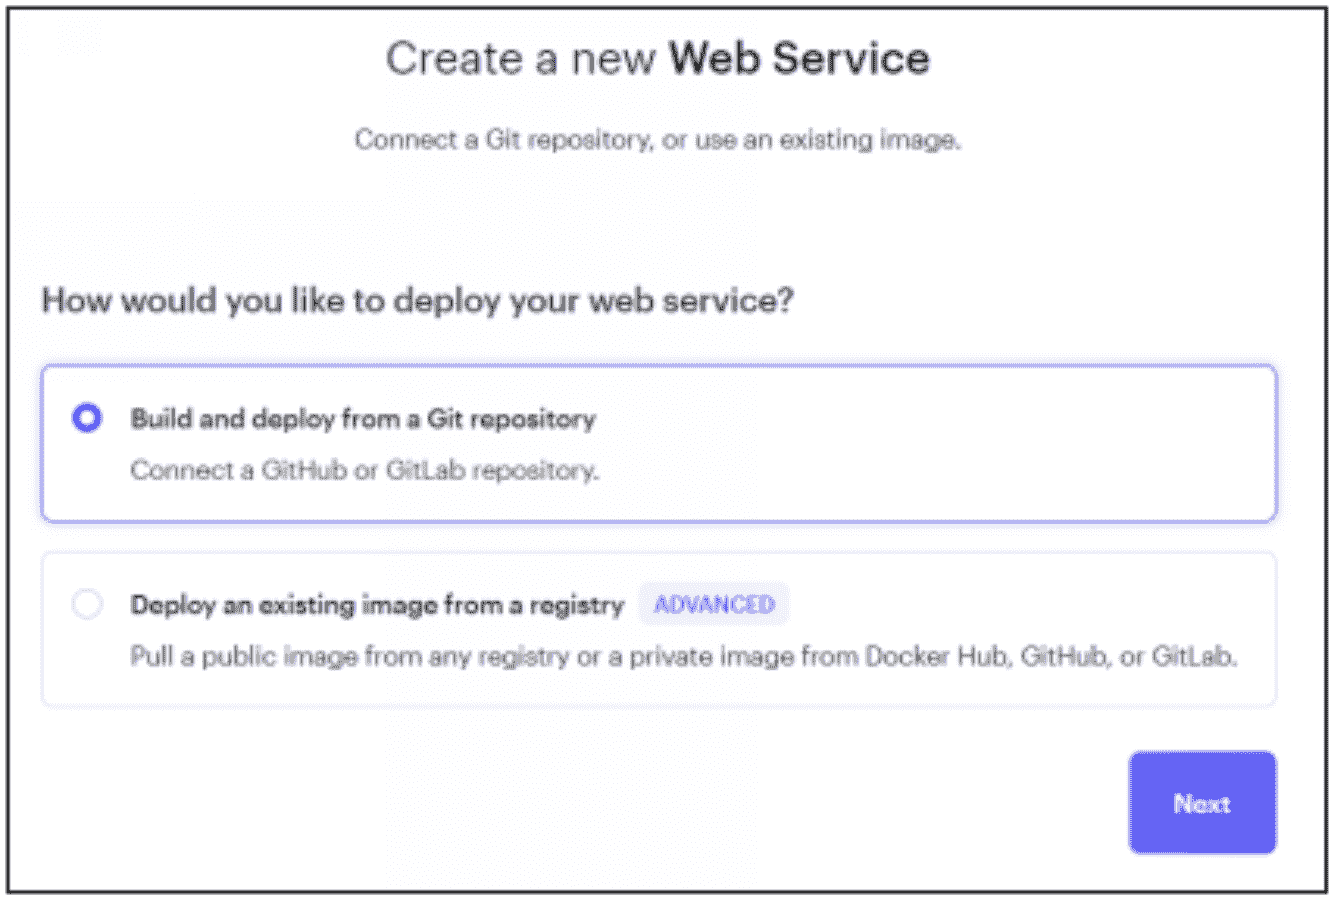 Create a new Web Service
Connect a Git repository, or use an existing image.
How would you like to deploy your web service?
Build and deploy from a Git repository
Connect a GitHub or GitLab repository.
Deploy an existing image from a registry ADVANCED
Pull a public image from any registry or a private image from Docker Hub, GitHub, or GitLab.
Next